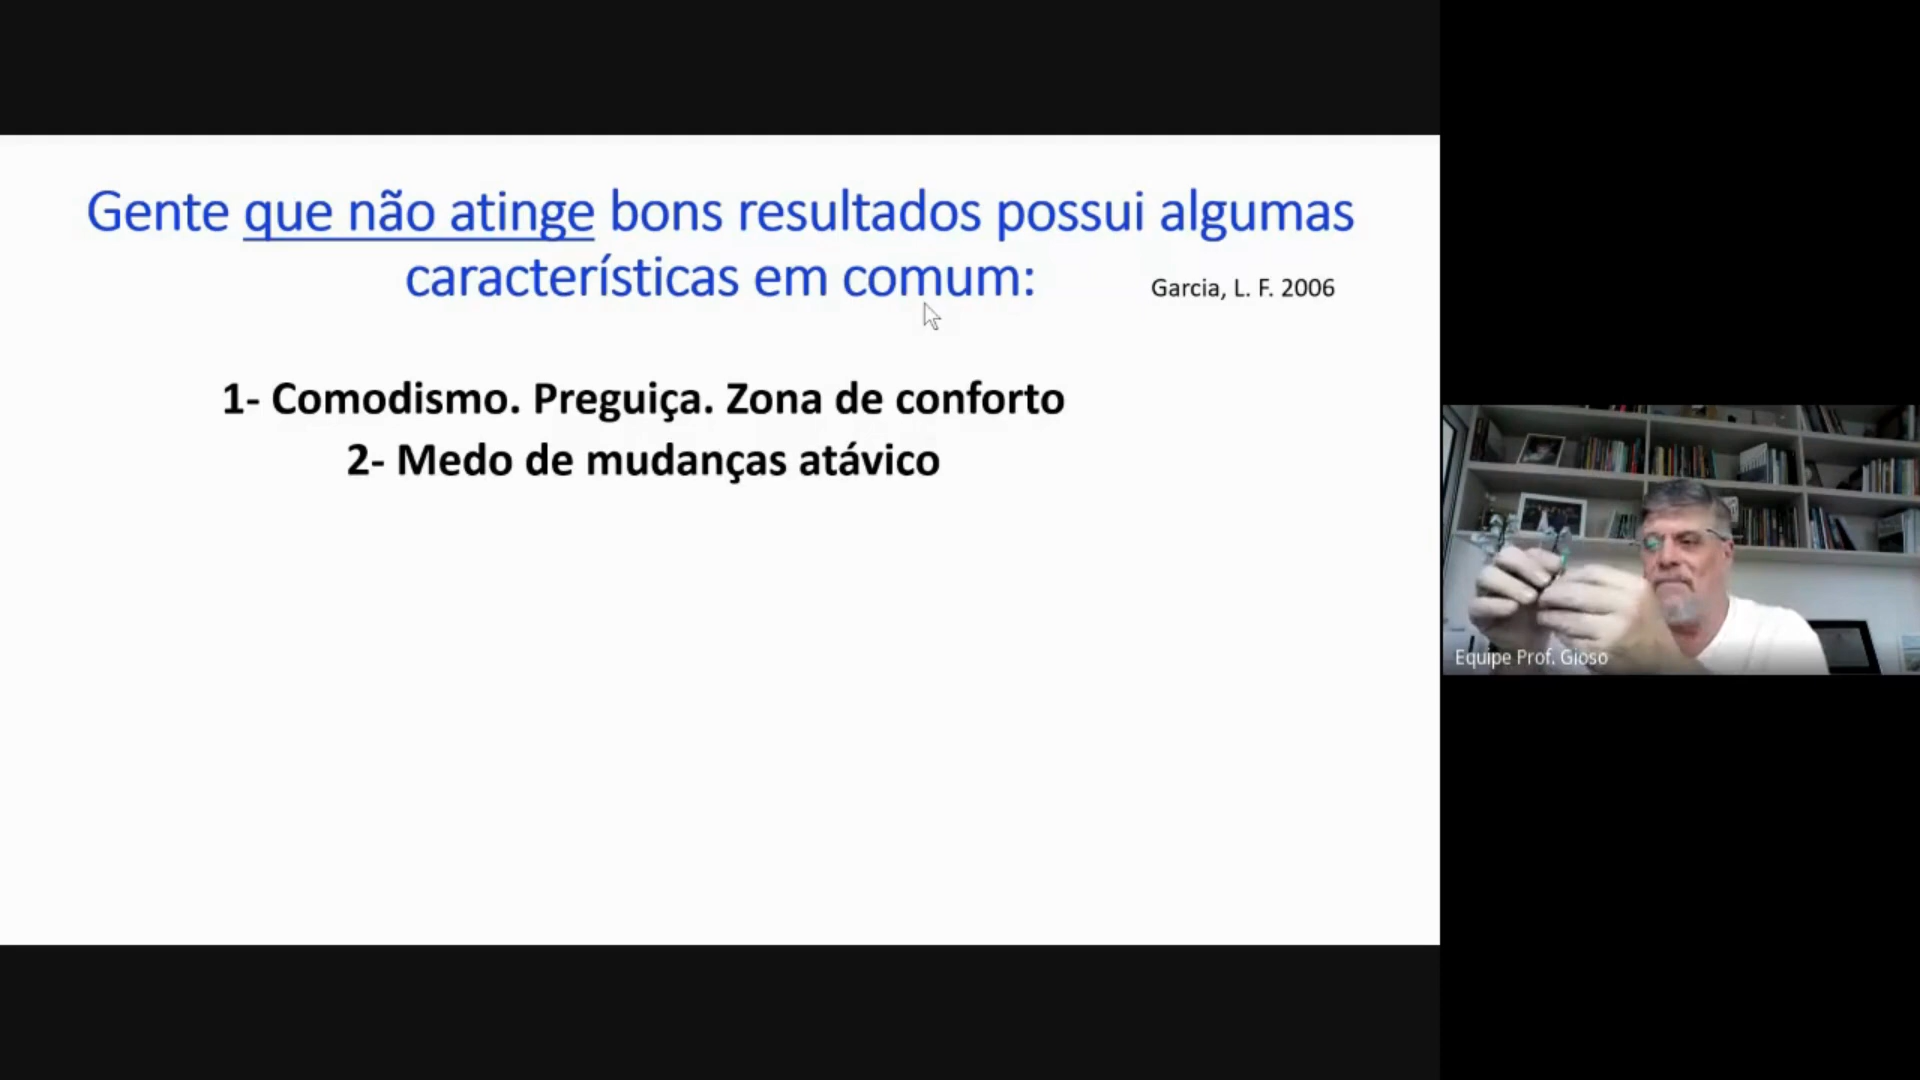 Gente que não atinge bons resultados possui algumas
características em comum:
Garcia, L. F. 2006
1- Comodismo. Preguiça. Zona de conforto
2- Medo de mudanças atávico
Equipe Prof. Gioso